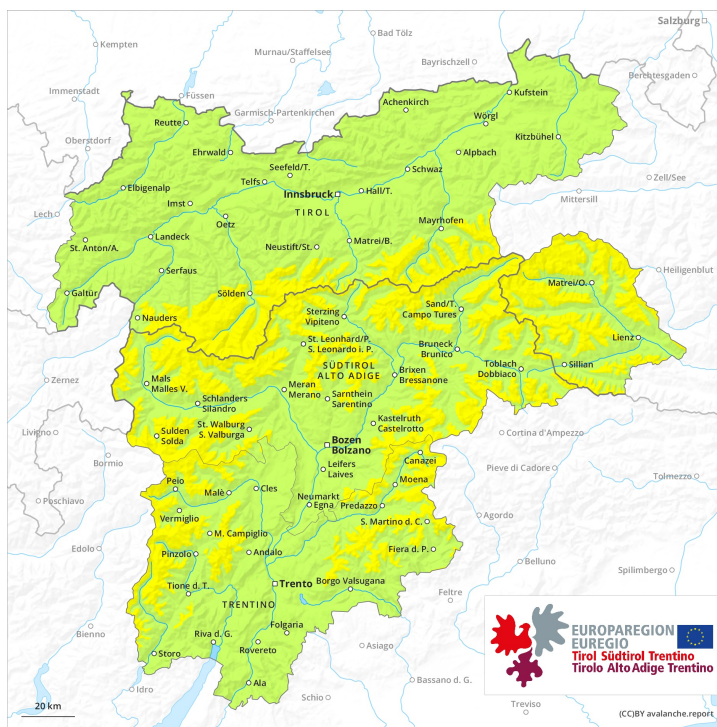 Salzburg
Kempten
Bad Tölz
Murnau/Staffelsee
Bayrischzell
Berchtesgaden
Immenstadt
Füssen
Kufstein
Achenkirch
Garmisch-Partenkirchen
Wörgl
Reutte
Oberstdorf
Kitzbühel
Ehrwald
Alpbach
Seefeld/T.
Schwaz
Telfs
Zell/See
Elbigenalp
Innsbruck
Hall/T.
Mittersill
Imst
TIROL
Lech
Oetz
Mayrhofen
Landeck
Matrei/B.
St. Anton/A.
Neustift/St.
Serfaus
Heiligenblut
Matrei/O.
Galtür
Sölden
Sand/T.
Campo Tures
Nauders
Sterzing
Vipiteno
Lienz
St. Leonhard/P.
S. Leonardo i. P.
Bruneck
Brunico
Sillian
SÜDTIROL
ALTO ADIGE
Toblach
Dobbiaco
Brixen
Bressanone
Zernez
Mals
Malles V.
Meran
Merano
Schlanders
Silandro
Sarnthein
Sarentino
St. Walburg
S. Valburga
Kastelruth
Castelrotto
Livigno
Sulden
Solda
Cortina d'Ampezzo
Bozen
Bolzano
Bormio
Canazei
Pieve di Cadore
Leifers
Laives
Tolmezzo
Peio
Moena
Poschiavo
Malè
Cles
Neumarkt
Egna
Predazzo
Vermiglio
S. Martino d. C.
Agordo
M. Campiglio
Edolo
Pinzolo
Andalo
Fiera d. P.
Belluno
Spilimbergo
Tione d. T.
Trento
Borgo Valsugana
Feltre
TRENTINO
Folgaria
Bienno
Riva d. G.
Rovereto
Asiago
Storo
Bassano d. G.
Idro
Ala
Schio
Treviso
EUROPAREGION
EUREGIO
Tirol Südtirol Trentino
Tirolo Alto Adige Trentino
20 km
(CC)BY avalanche.report